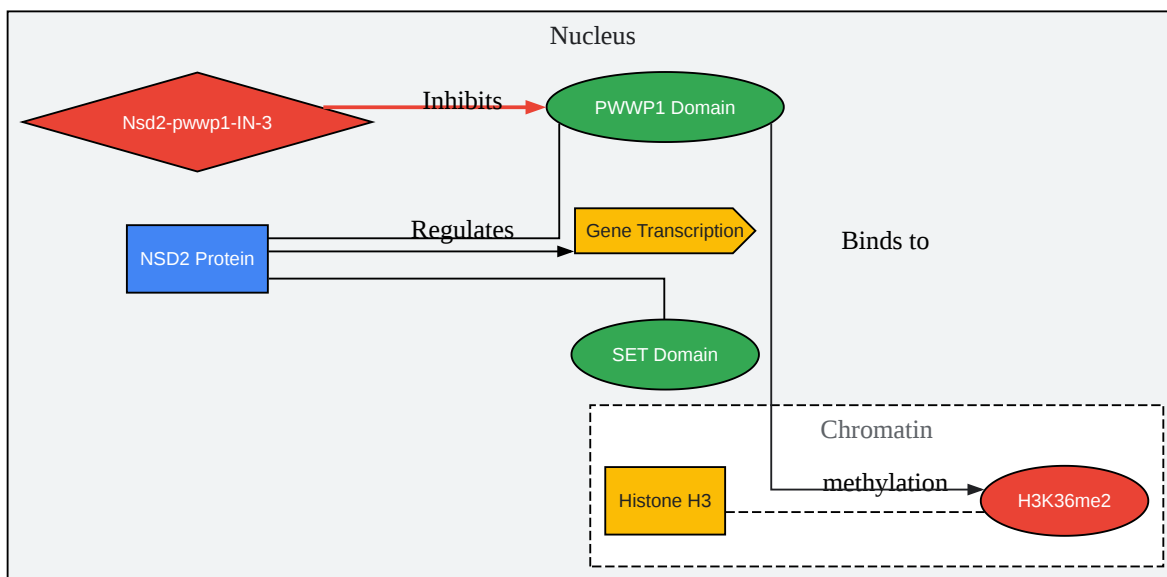 Nucleus
Nsd2-pwwp1-IN-3
Inhibits
PWWP1 Domain
NSD2 Protein
Regulates
Gene Transcription
Binds to
SET Domain
Chromatin
Histone H3
methylation
H3K36me2